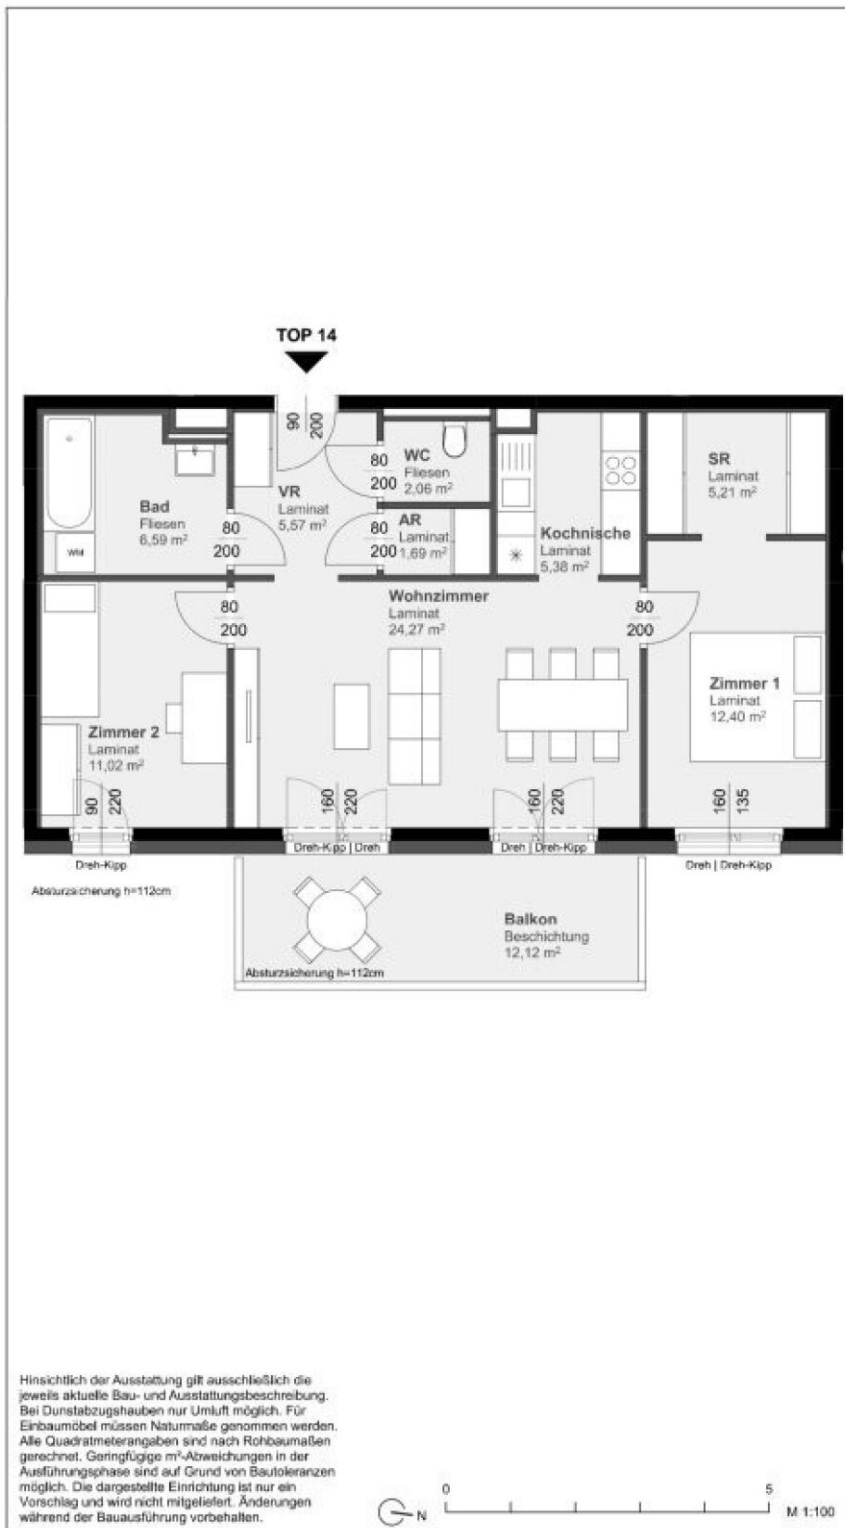 TOP 14
90
200
WC
Fliesen
2,06 m²
80
200
SR
Laminat
5,21 m²
VR
Laminat
5,57 m²
Bad
Fliesen
6,59 m²
80
200
AR
Laminat
1,69 m²
80
200
Kochnische
Laminat
5,38 m²
WM
Wohnzimmer
Laminat
24,27 m²
80
200
80
200
Zimmer 1
Laminat
12,40 m²
Zimmer 2
Laminat
11,02 m²
90
220
160
220
160
220
160
135
Dreh-Kipp
Dreh-Kipp | Dreh
Dreh | Dreh-Kipp
Dreh | Dreh-Kipp
Absturzsicherung h=112cm
Balkon
Beschichtung
12,12 m²
Absturzsicherung h=112cm
Hinsichtlich der Ausstattung gilt ausschließlich die
jeweils aktuelle Bau- und Ausstattungsbeschreibung.
Bei Dunstabzugshauben nur Umluft möglich. Für
Einbaumöbel müssen Naturmaße genommen werden.
Alle Quadratmeterangaben sind nach Rohbaumaßen
gerechnet. Geringfügige m²-Abweichungen in der
Ausführungsphase sind auf Grund von Bautoleranzen
möglich. Die dargestellte Einrichtung ist nur ein
Vorschlag und wird nicht mitgeliefert. Änderungen
während der Bauausführung vorbehalten.
N
0
5
M 1:100